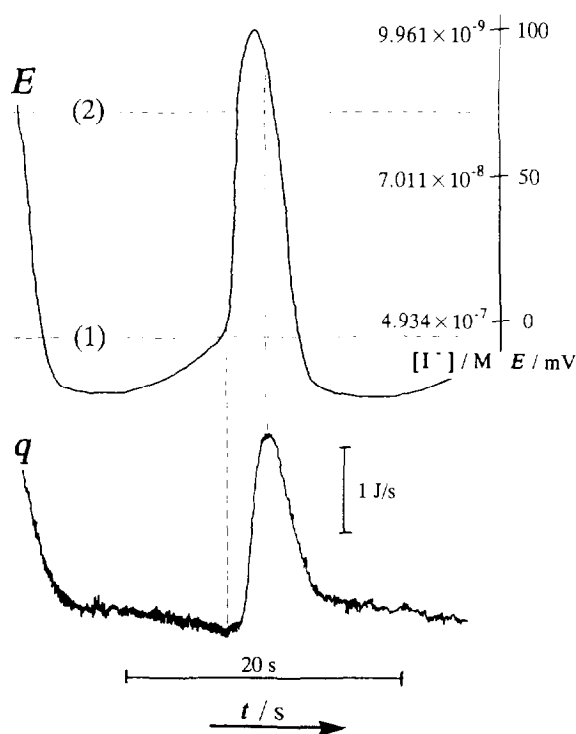 9.961 × 10⁻⁹ 100
E
(2)
7.011 × 10⁻⁸ 50
(1)
4.934 × 10⁻⁷ 0
[I⁻] / M E / mV
q
1 J/s
20 s
t / s